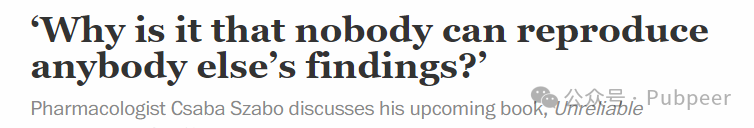 ‘Why is it that nobody can reproduce
anybody else’s findings?’
Pharmacologist Csaba Szabo discusses his upcoming book, Unreliable
公众号 · Pubpeer